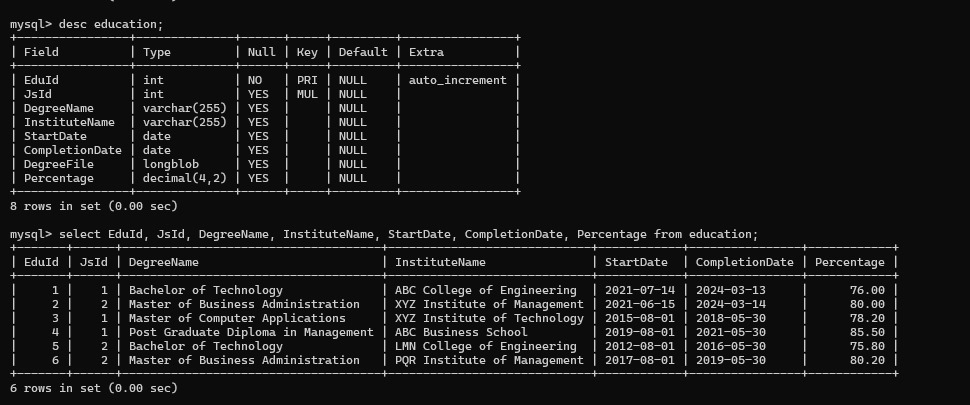 mysql> desc education;
+----------------+--------------+------+-----+---------+----------------+
| Field          | Type         | Null | Key | Default | Extra          |
+----------------+--------------+------+-----+---------+----------------+
| EduId          | int          | NO   | PRI | NULL    | auto_increment |
| JsId           | int          | YES  | MUL | NULL    |                |
| DegreeName     | varchar(255) | YES  |     | NULL    |                |
| InstituteName  | varchar(255) | YES  |     | NULL    |                |
| StartDate      | date         | YES  |     | NULL    |                |
| CompletionDate | date         | YES  |     | NULL    |                |
| DegreeFile     | longblob     | YES  |     | NULL    |                |
| Percentage     | decimal(4,2) | YES  |     | NULL    |                |
+----------------+--------------+------+-----+---------+----------------+
8 rows in set (0.00 sec)
mysql> select EduId, JsId, DegreeName, InstituteName, StartDate, CompletionDate, Percentage from education;
+-------+------+-------------------------------------+-----------------------------+------------+----------------+------------+
| EduId | JsId | DegreeName                          | InstituteName               | StartDate  | CompletionDate | Percentage |
+-------+------+-------------------------------------+-----------------------------+------------+----------------+------------+
|     1 |    1 | Bachelor of Technology              | ABC College of Engineering  | 2021-07-14 | 2024-03-13     |      76.00 |
|     2 |    2 | Master of Business Administration   | XYZ Institute of Management | 2021-06-15 | 2024-03-14     |      80.00 |
|     3 |    1 | Master of Computer Applications     | XYZ Institute of Technology | 2015-08-01 | 2018-05-30     |      78.20 |
|     4 |    1 | Post Graduate Diploma in Management | ABC Business School         | 2019-08-01 | 2021-05-30     |      85.50 |
|     5 |    2 | Bachelor of Technology              | LMN College of Engineering  | 2012-08-01 | 2016-05-30     |      75.80 |
|     6 |    2 | Master of Business Administration   | PQR Institute of Management | 2017-08-01 | 2019-05-30     |      80.20 |
+-------+------+-------------------------------------+-----------------------------+------------+----------------+------------+
6 rows in set (0.00 sec)